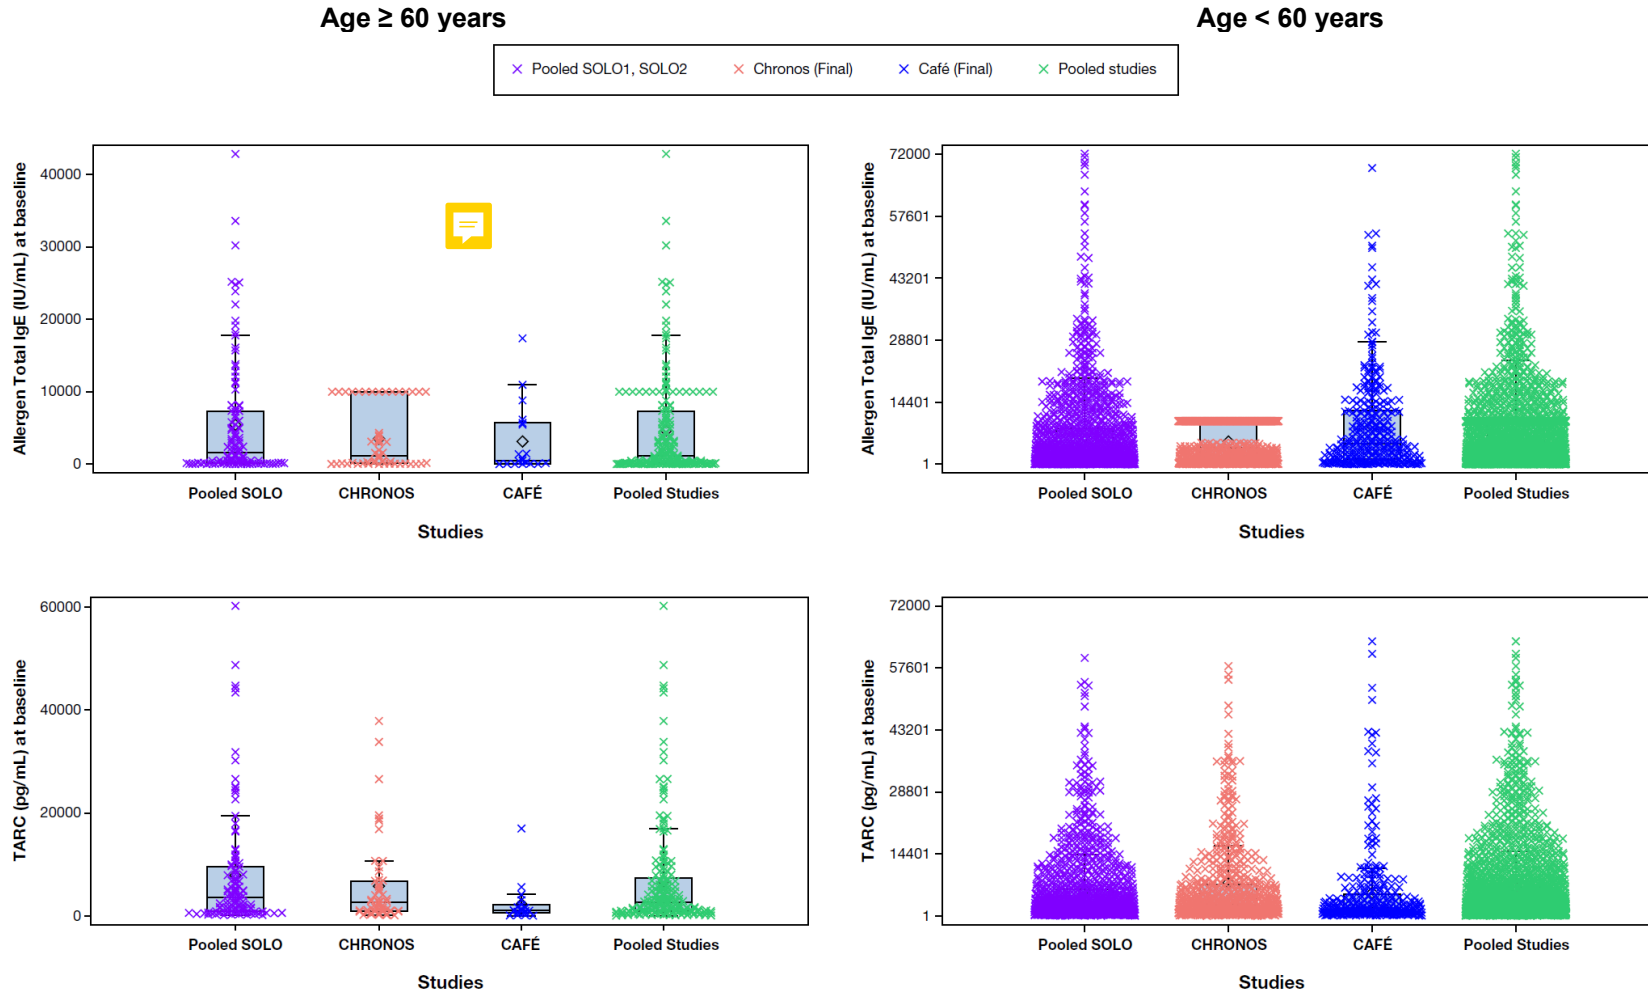 Age ≥ 60 years
Age < 60 years
Pooled SOLO1, SOLO2
Chronos (Final)
Café (Final)
Pooled studies
Allergen Total IgE (IU/mL) at baseline
40000
30000
20000
10000
0
Pooled SOLO
CHRONOS
CAFÉ
Pooled Studies
Studies
Allergen Total IgE (IU/mL) at baseline
72000
57601
43201
28801
14401
1
Pooled SOLO
CHRONOS
CAFÉ
Pooled Studies
Studies
TARC (pg/mL) at baseline
60000
40000
20000
0
Pooled SOLO
CHRONOS
CAFÉ
Pooled Studies
Studies
TARC (pg/mL) at baseline
72000
57601
43201
28801
14401
1
Pooled SOLO
CHRONOS
CAFÉ
Pooled Studies
Studies